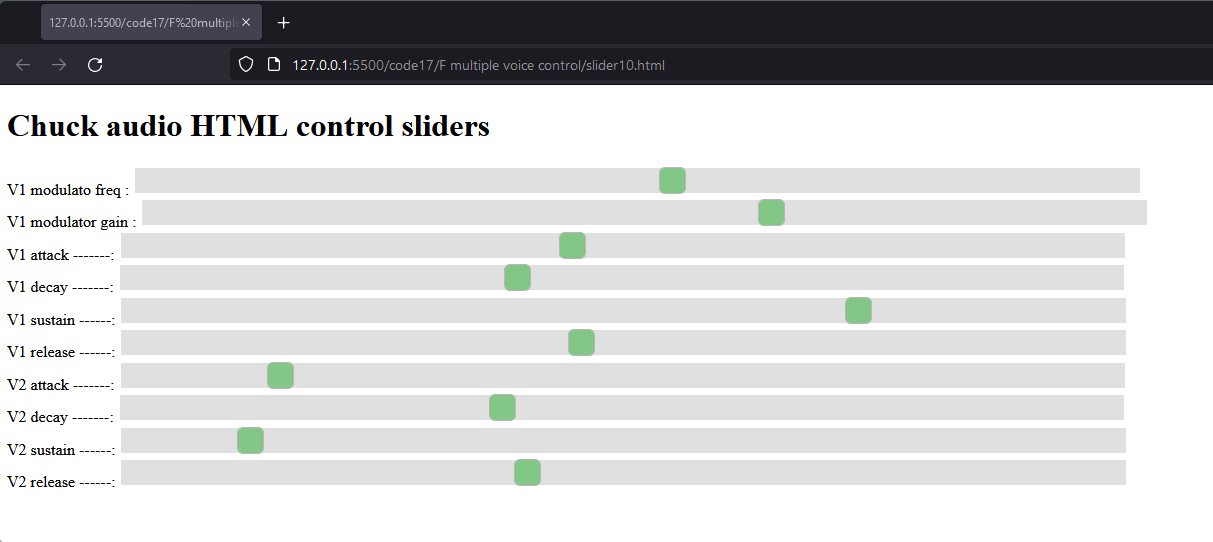 127.0.0.1:5500/code17/F%20multiple
127.0.0.1:5500/code17/F multiple voice control/slider10.html
Chuck audio HTML control sliders
V1 modulato freq :
V1 modulator gain :
V1 attack -------:
V1 decay -------:
V1 sustain ------:
V1 release ------:
V2 attack -------:
V2 decay -------:
V2 sustain ------:
V2 release ------: